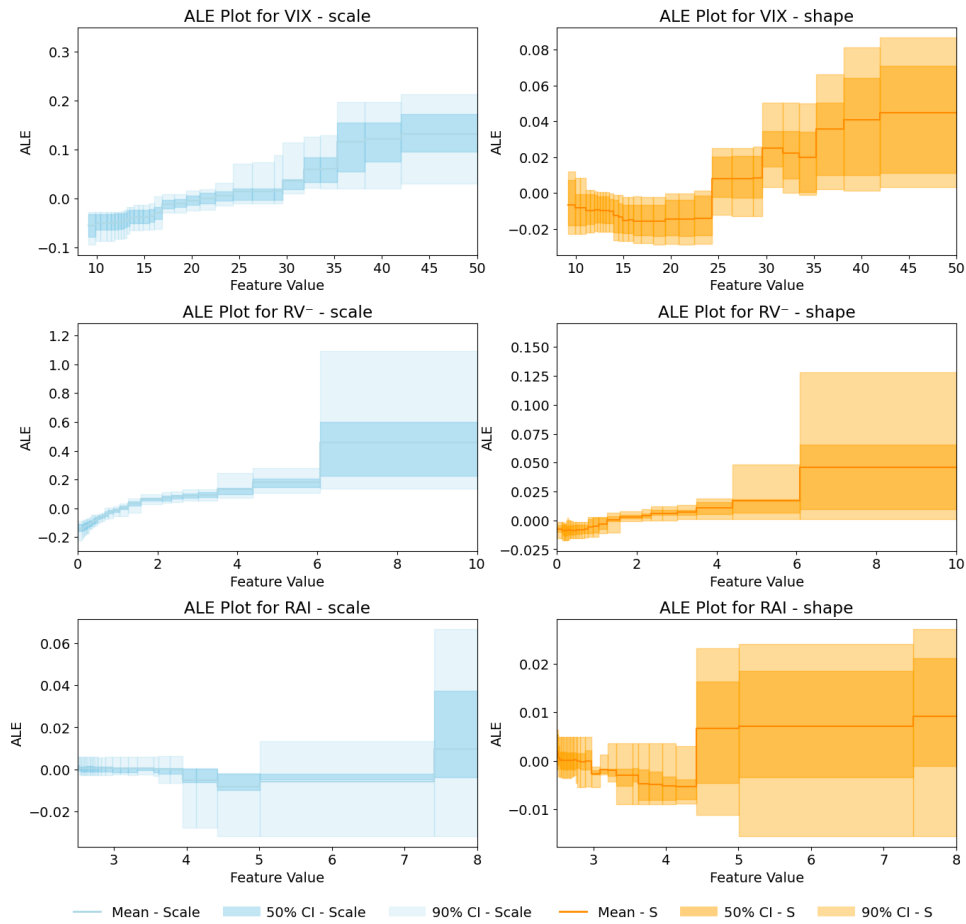 ALE Plot for VIX - scale
ALE Plot for VIX - shape
0.3
0.2
0.1
0.0
−0.1
ALE
10 15 20 25 30 35 40 45 50
Feature Value
0.08
0.06
0.04
0.02
0.00
−0.02
ALE
10 15 20 25 30 35 40 45 50
Feature Value
ALE Plot for RV⁻ - scale
ALE Plot for RV⁻ - shape
1.2
1.0
0.8
0.6
0.4
0.2
0.0
−0.2
ALE
0 2 4 6 8 10
Feature Value
0.150
0.125
0.100
0.075
0.050
0.025
0.000
−0.025
ALE
0 2 4 6 8 10
Feature Value
ALE Plot for RAI - scale
ALE Plot for RAI - shape
0.06
0.04
0.02
0.00
−0.02
ALE
3 4 5 6 7 8
Feature Value
0.02
0.01
0.00
−0.01
ALE
3 4 5 6 7 8
Feature Value
Mean - Scale 50% CI - Scale 90% CI - Scale Mean - S 50% CI - S 90% CI - S